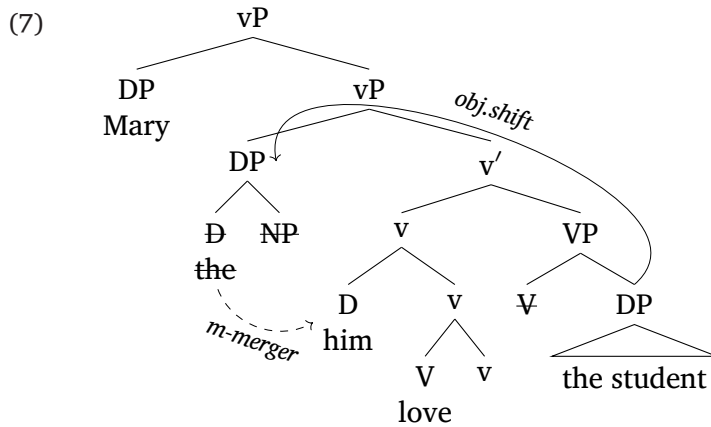 (7)
vP
DP vP
Mary
obj.shift
DP v′
D NP v VP
the
D v V DP
m-merger him
V v the student
love